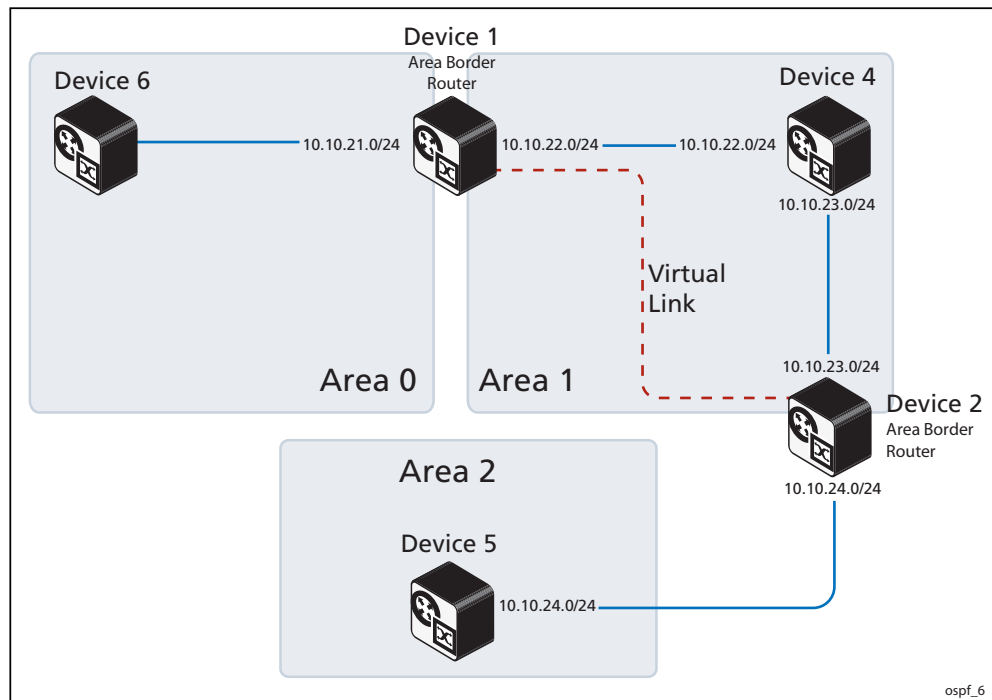 Device 1
Area Border
Router
Device 6
Device 4
10.10.21.0/24
10.10.22.0/24
10.10.22.0/24
10.10.23.0/24
Virtual
Link
10.10.23.0/24
Area 0
Area 1
Device 2
Area Border
Router
Area 2
10.10.24.0/24
Device 5
10.10.24.0/24
ospf_6